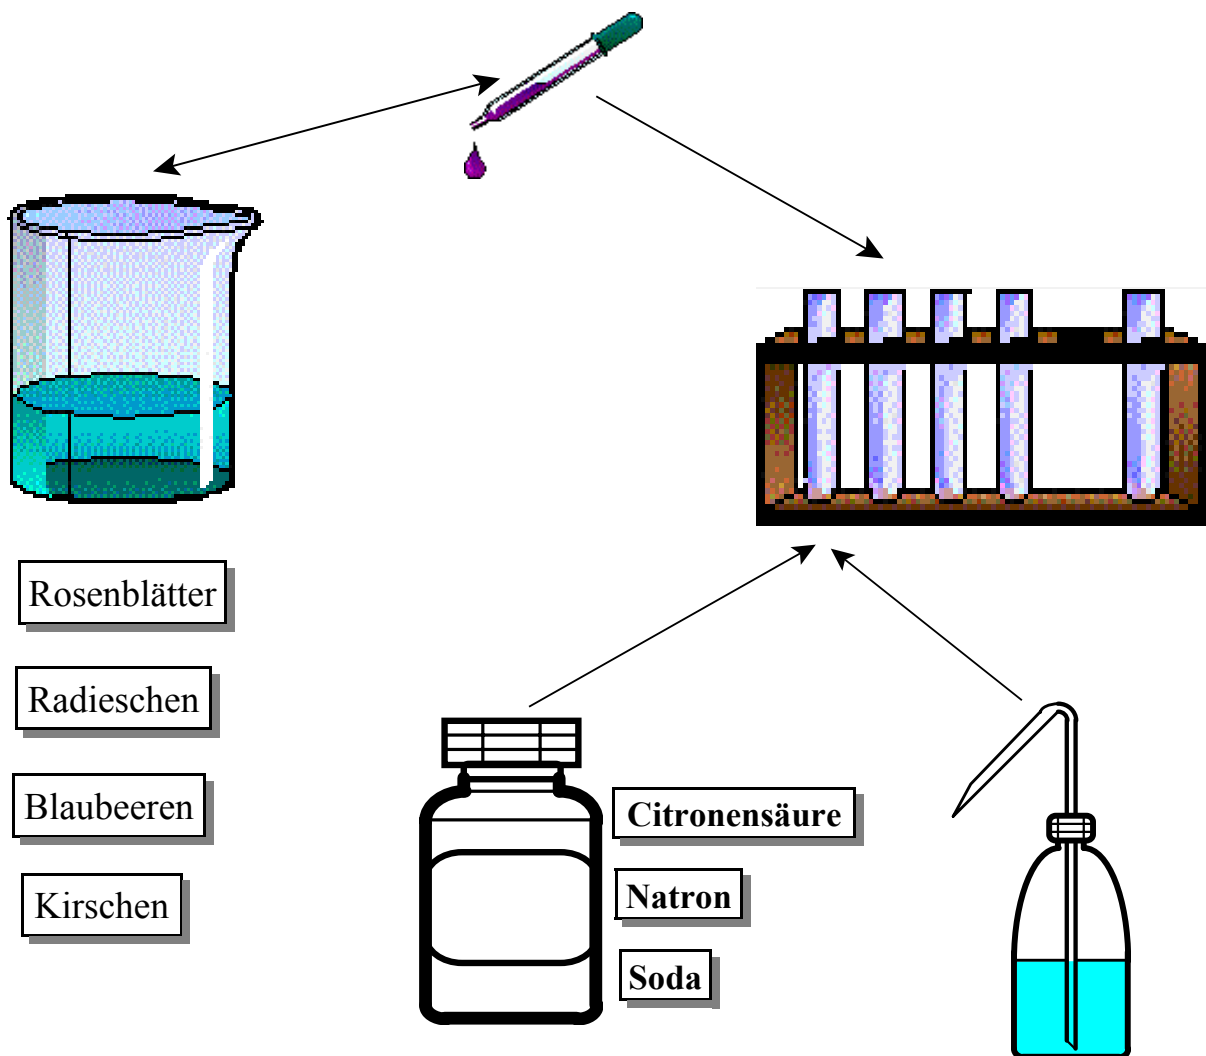 Rosenblätter
Radieschen
Blaubeeren
Kirschen
Citronensäure
Natron
Soda